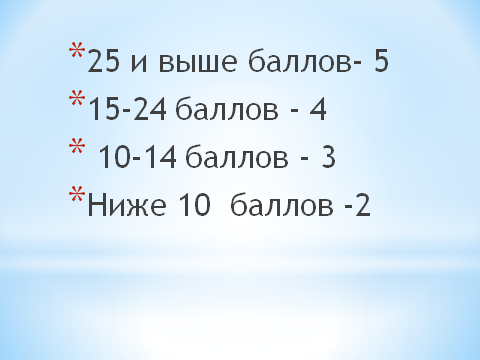 *25 и выше баллов- 5
*15-24 баллов - 4
* 10-14 баллов - 3
*Ниже 10  баллов -2